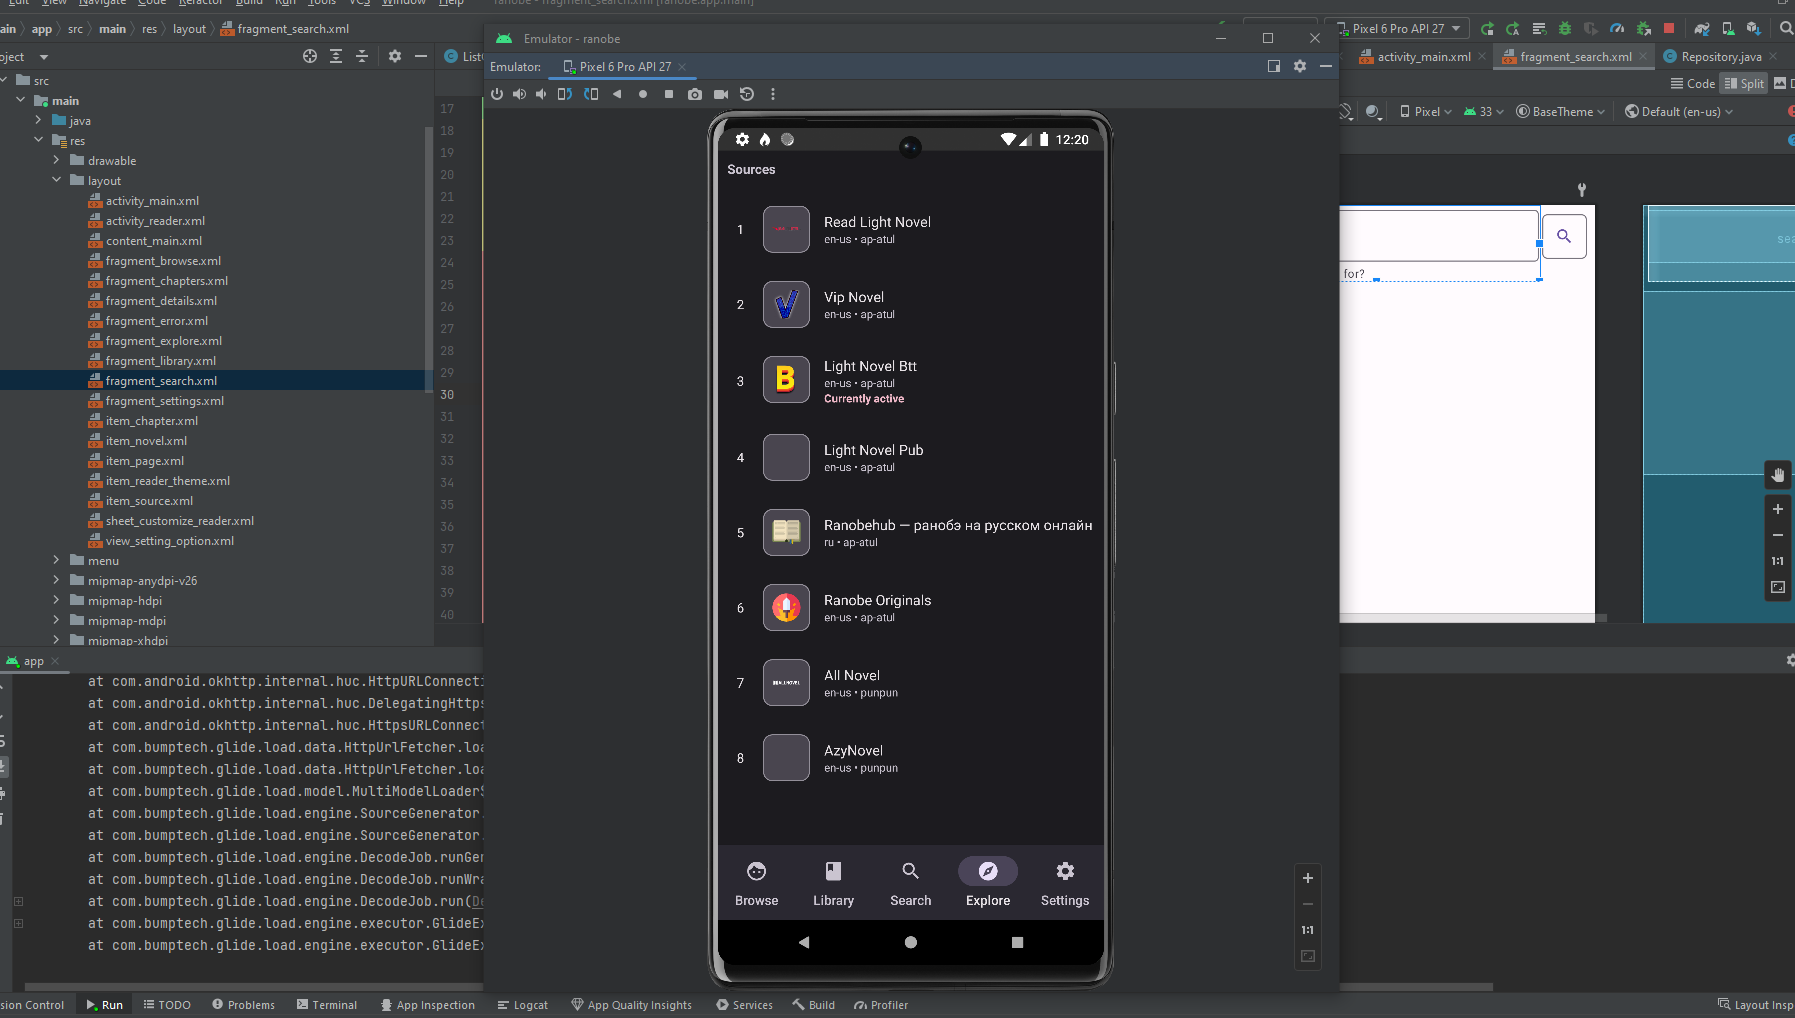 Edit View Navigate Code Refactor Build Run Tools VCS Window Help ranobe - fragment_search.xml [ranobe.app.main]
ain app src main res layout fragment_search.xml
Emulator - ranobe
Pixel 6 Pro API 27
oject
Emulator: Pixel 6 Pro API 27
activity_main.xml fragment_search.xml Repository.java
Code Split
Pixel 33 BaseTheme Default (en-us)
src
main
java
res
drawable
layout
activity_main.xml
activity_reader.xml
content_main.xml
fragment_browse.xml
fragment_chapters.xml
fragment_details.xml
fragment_error.xml
fragment_explore.xml
fragment_library.xml
fragment_search.xml
fragment_settings.xml
item_chapter.xml
item_novel.xml
item_page.xml
item_reader_theme.xml
item_source.xml
sheet_customize_reader.xml
view_setting_option.xml
menu
mipmap-anydpi-v26
mipmap-hdpi
mipmap-mdpi
mipmap-xhdpi
17
18
19
20
21
22
23
24
25
26
27
28
29
30
31
32
33
34
35
36
37
38
39
40
12:20
Sources
1 Read Light Novel
en-us • ap-atul
2 Vip Novel
en-us • ap-atul
3 B Light Novel Btt
en-us • ap-atul
Currently active
4 Light Novel Pub
en-us • ap-atul
5 Ranobehub — ранобэ на русском онлайн
ru • ap-atul
6 Ranobe Originals
en-us • ap-atul
7 All Novel
en-us • punpun
8 AzyNovel
en-us • punpun
Browse Library Search Explore Settings
for?
sea
1:1
1:1
app
at com.android.okhttp.internal.huc.HttpURLConnecti
at com.android.okhttp.internal.huc.DelegatingHttps
at com.android.okhttp.internal.huc.HttpsURLConnect
at com.bumptech.glide.load.data.HttpUrlFetcher.loa
at com.bumptech.glide.load.data.HttpUrlFetcher.loa
at com.bumptech.glide.load.model.MultiModelLoader$
at com.bumptech.glide.load.engine.SourceGenerator.
at com.bumptech.glide.load.engine.SourceGenerator.
at com.bumptech.glide.load.engine.DecodeJob.runGen
at com.bumptech.glide.load.engine.DecodeJob.runWra
at com.bumptech.glide.load.engine.DecodeJob.run(De
at com.bumptech.glide.load.engine.executor.GlideEx
at com.bumptech.glide.load.engine.executor.GlideEx
sion Control Run TODO Problems Terminal App Inspection Logcat App Quality Insights Services Build Profiler Layout Insp